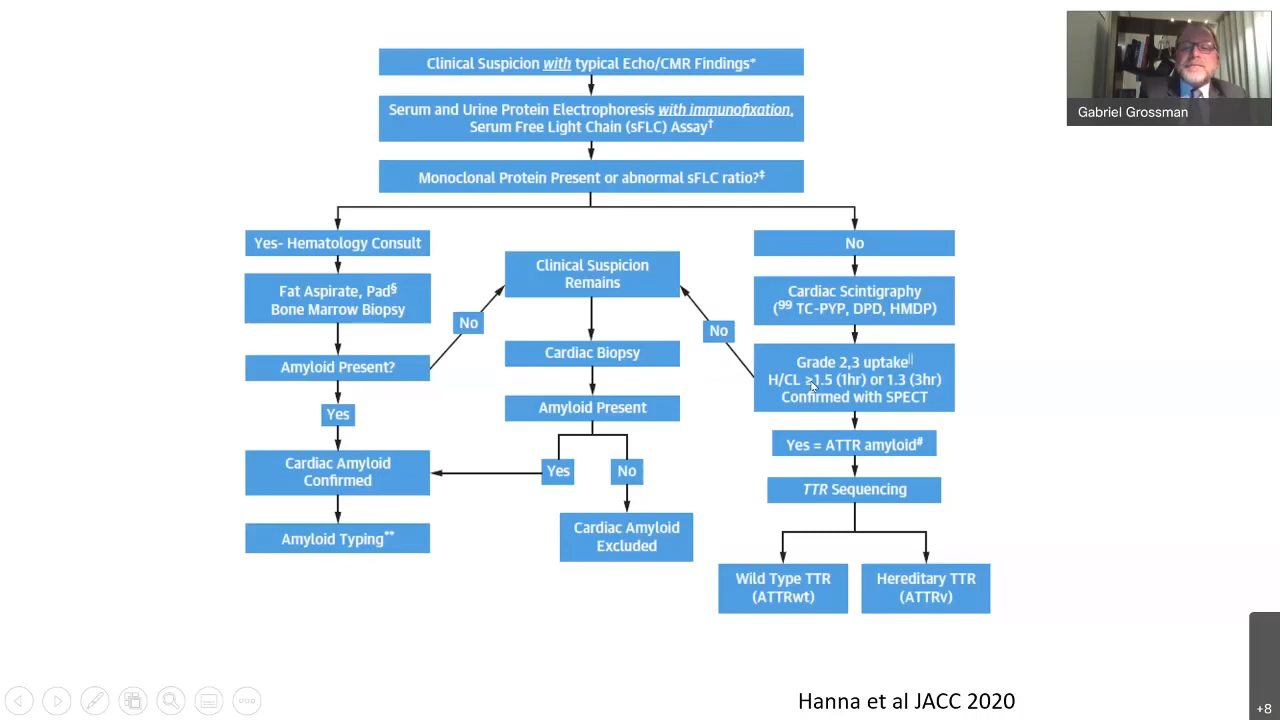 Clinical Suspicion with typical Echo/CMR Findings*
Serum and Urine Protein Electrophoresis with immunofixation,
Serum Free Light Chain (sFLC) Assay†
Monoclonal Protein Present or abnormal sFLC ratio?‡
Yes- Hematology Consult
Fat Aspirate, Pad§
Bone Marrow Biopsy
Amyloid Present?
Yes
Cardiac Amyloid
Confirmed
Amyloid Typing**
No
Clinical Suspicion
Remains
Cardiac Biopsy
Amyloid Present
Yes
No
Cardiac Amyloid
Excluded
No
No
Cardiac Scintigraphy
(99 TC-PYP, DPD, HMDP)
Grade 2,3 uptake||
H/CL ≥1.5 (1hr) or 1.3 (3hr)
Confirmed with SPECT
Yes = ATTR amyloid#
TTR Sequencing
Wild Type TTR
(ATTRwt)
Hereditary TTR
(ATTRv)
Hanna et al JACC 2020
Gabriel Grossman
+8